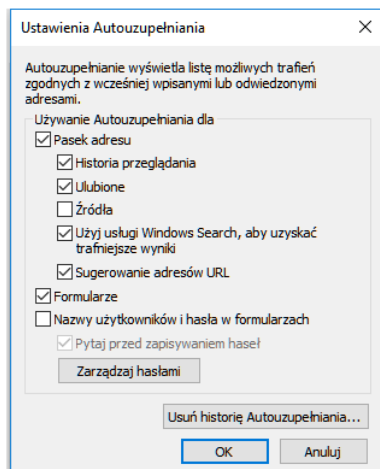 Ustawienia Autouzupełniania
Autouzupełnianie wyświetla listę możliwych trafień
zgodnych z wcześniej wpisanymi lub odwiedzonymi
adresami.
Używanie Autouzupełniania dla
Pasek adresu
Historia przeglądania
Ulubione
Źródła
Użyj usługi Windows Search, aby uzyskać
trafniejsze wyniki
Sugerowanie adresów URL
Formularze
Nazwy użytkowników i hasła w formularzach
Pytaj przed zapisywaniem haseł
Zarządzaj hasłami
Usuń historię Autouzupełniania...
OK Anuluj